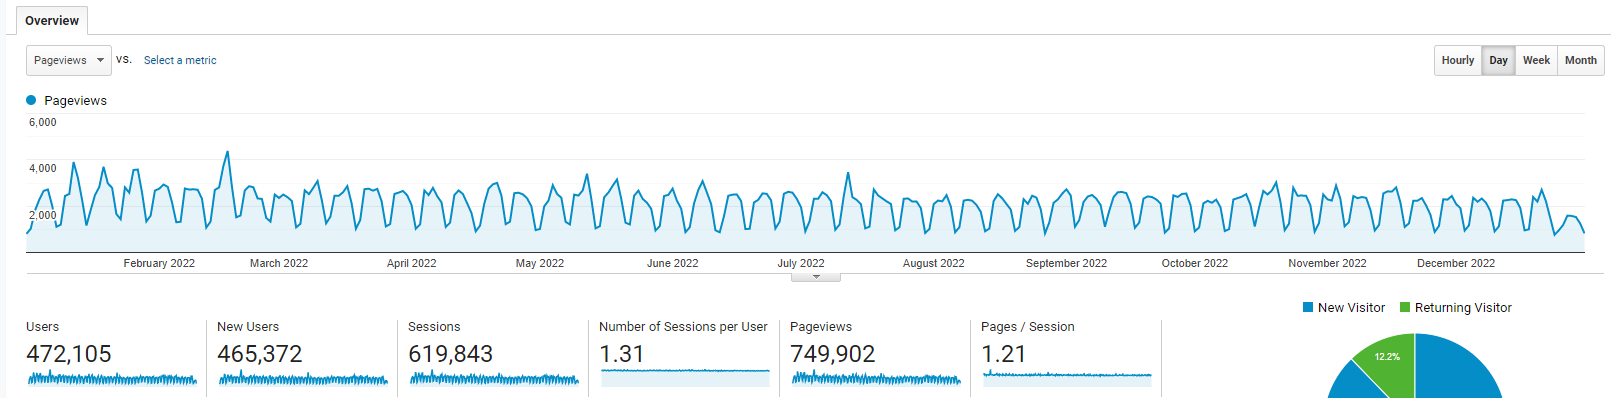 Overview
Pageviews vs. Select a metric
Hourly Day Week Month
Pageviews
6,000
4,000
2,000
February 2022 March 2022 April 2022 May 2022 June 2022 July 2022 August 2022 September 2022 October 2022 November 2022 December 2022
New Visitor Returning Visitor
Users New Users Sessions Number of Sessions per User Pageviews Pages / Session
472,105 465,372 619,843 1.31 749,902 1.21
12.2%